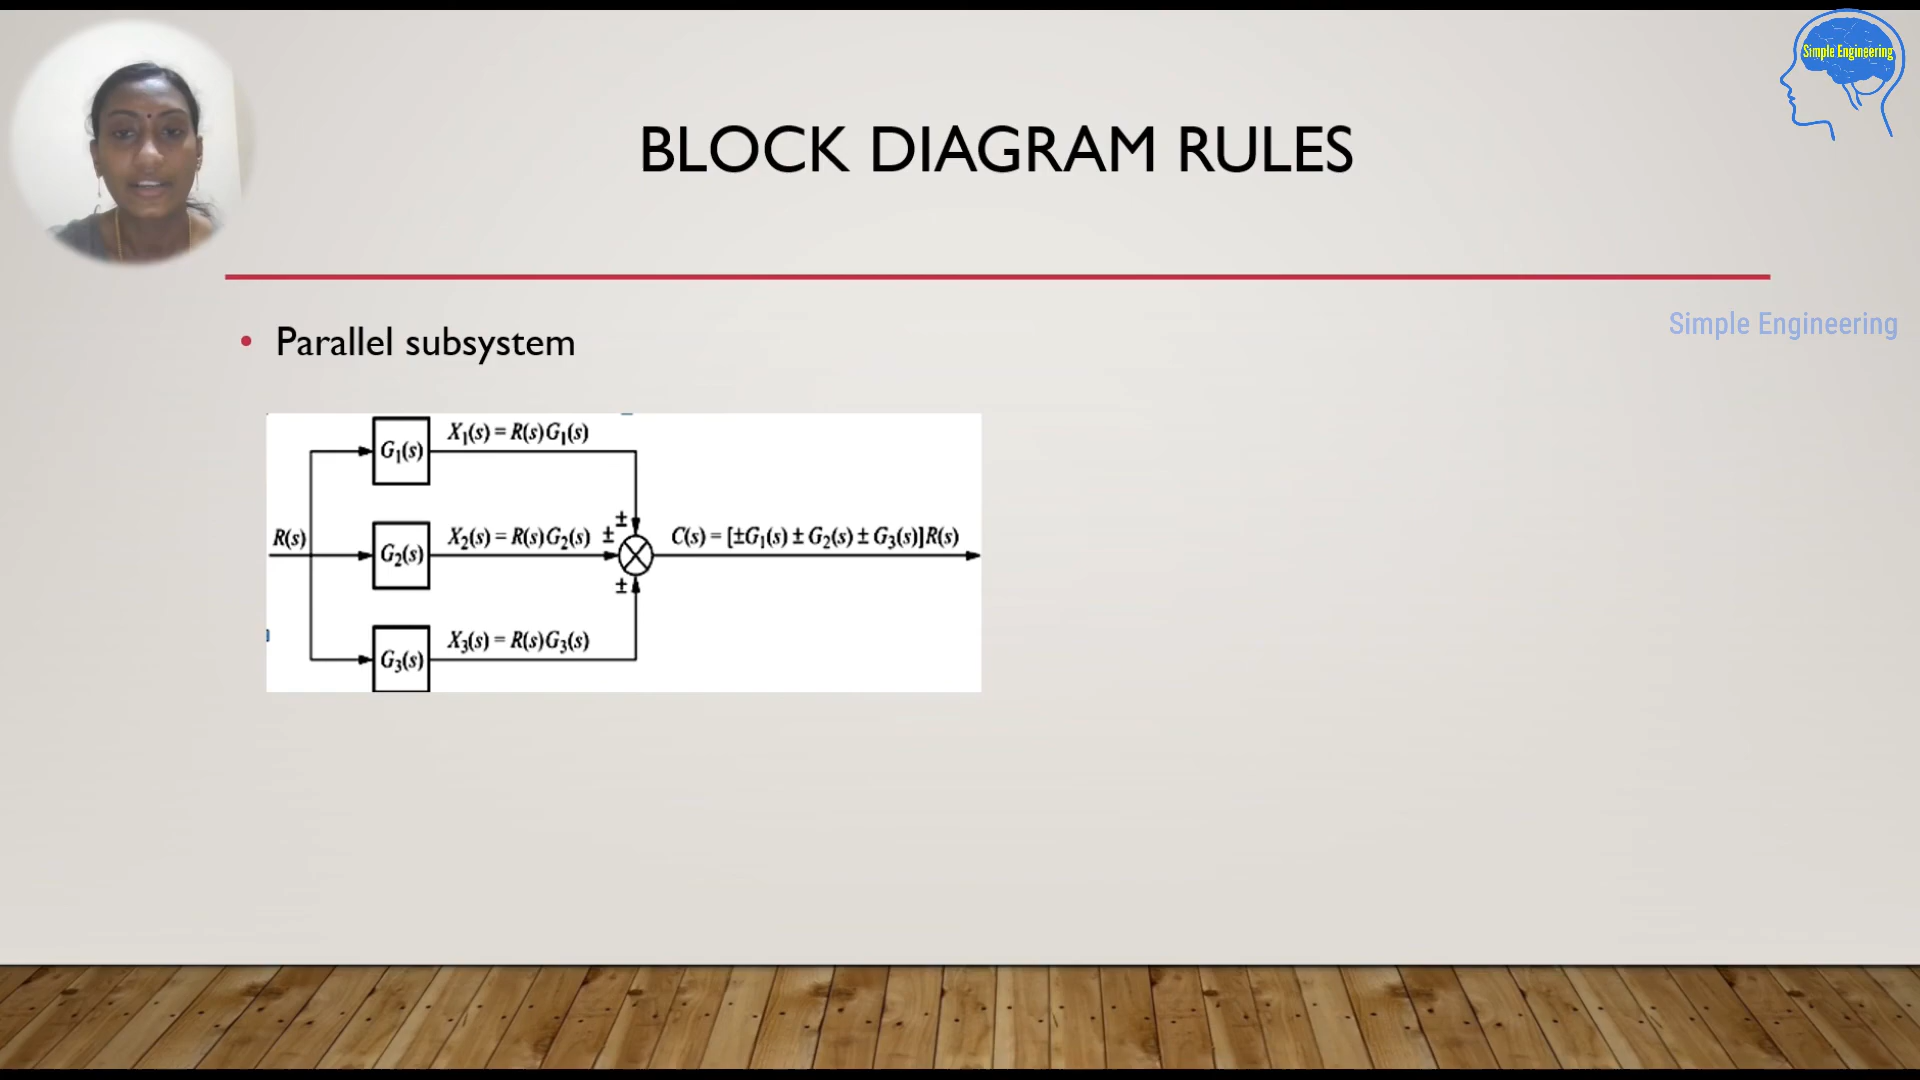 Simple Engineering
BLOCK DIAGRAM RULES
Simple Engineering
• Parallel subsystem
X₁(s) = R(s)G₁(s)
G₁(s)
±
R(s)
X₂(s) = R(s)G₂(s) ±
C(s) = [±G₁(s) ± G₂(s) ± G₃(s)]R(s)
G₂(s)
±
X₃(s) = R(s)G₃(s)
G₃(s)